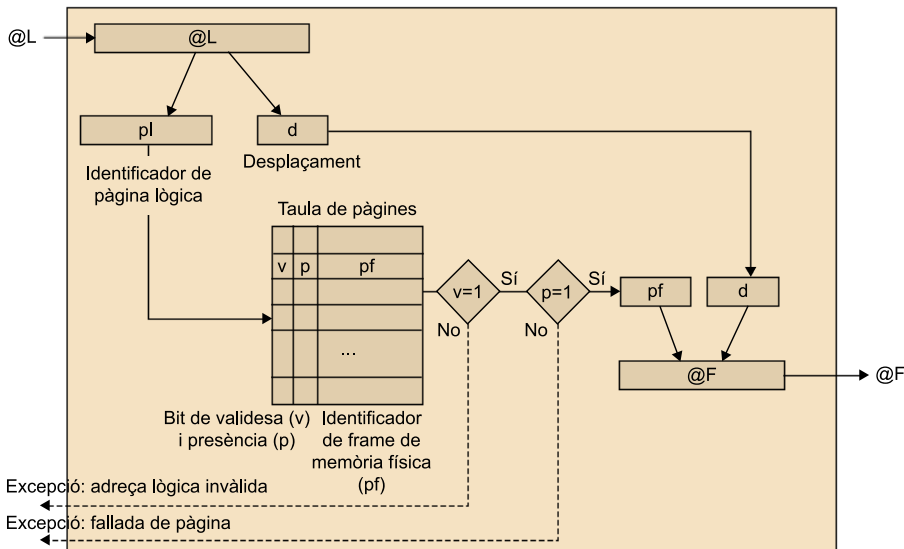 @L
@L
pl
d
Identificador de
pàgina lògica
Desplaçament
Taula de pàgines
v p pf
...
v=1
Sí
No
p=1
Sí
No
pf
d
@F
@F
Bit de validesa (v)
i presència (p)
Identificador
de frame de
memòria física
(pf)
Excepció: adreça lògica invàlida
Excepció: fallada de pàgina